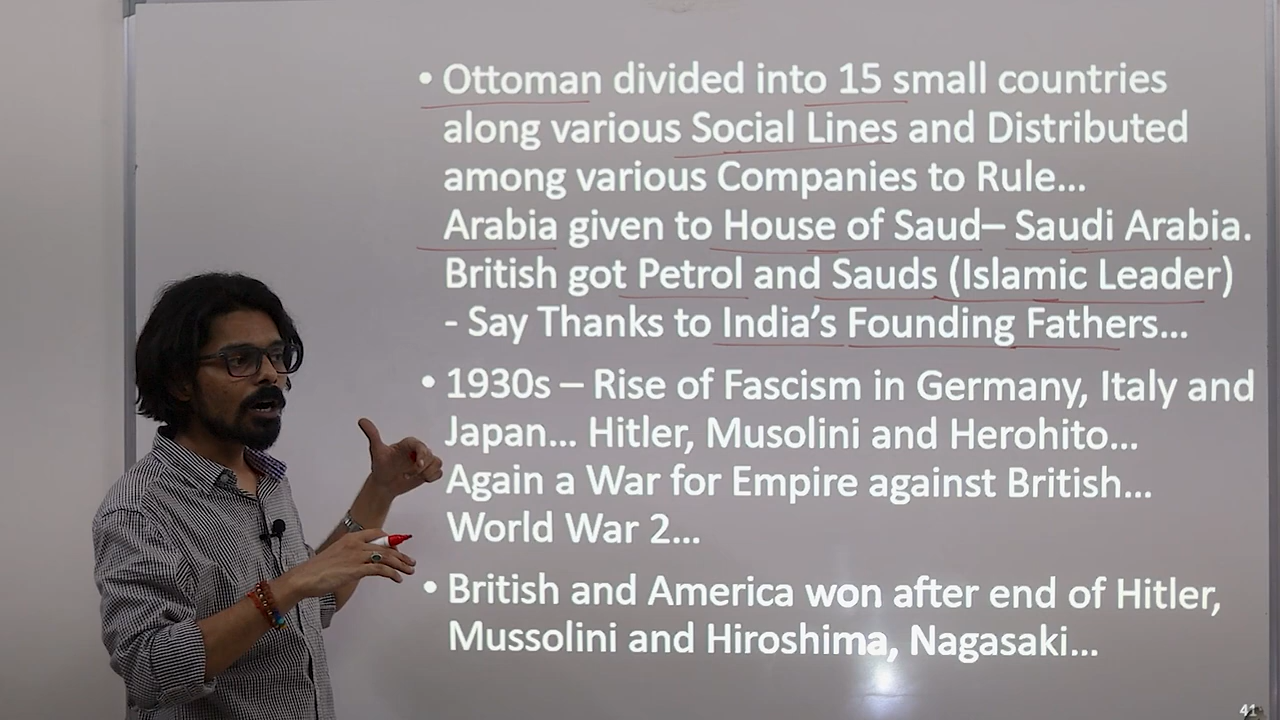 • Ottoman divided into 15 small countries
along various Social Lines and Distributed
among various Companies to Rule...
Arabia given to House of Saud– Saudi Arabia.
British got Petrol and Sauds (Islamic Leader)
- Say Thanks to India's Founding Fathers...
• 1930s – Rise of Fascism in Germany, Italy and
Japan... Hitler, Musolini and Herohito...
Again a War for Empire against British...
World War 2...
• British and America won after end of Hitler,
Mussolini and Hiroshima, Nagasaki...
41